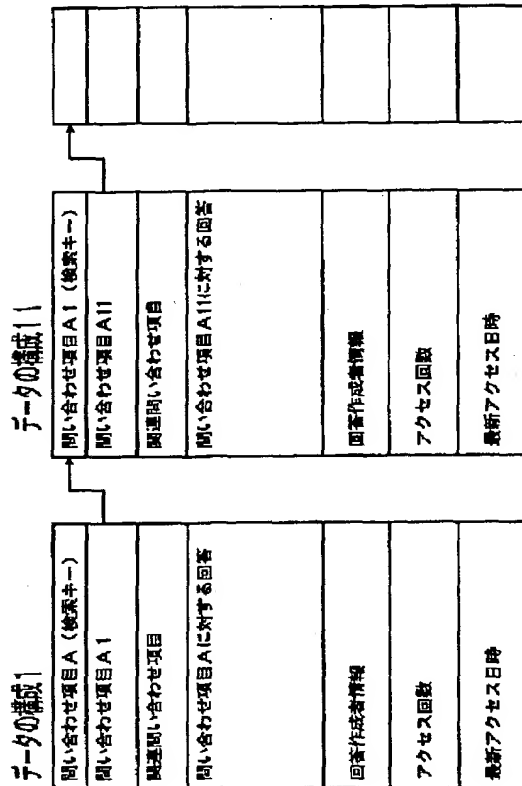 データの構成1
問い合わせ項目A（検索キー）
問い合わせ項目A1
関連問い合わせ項目
問い合わせ項目Aに対する回答
回答作成者情報
アクセス回数
最新アクセス日時
データの構成11
問い合わせ項目A1（検索キー）
問い合わせ項目A11
関連問い合わせ項目
問い合わせ項目A11に対する回答
回答作成者情報
アクセス回数
最新アクセス日時